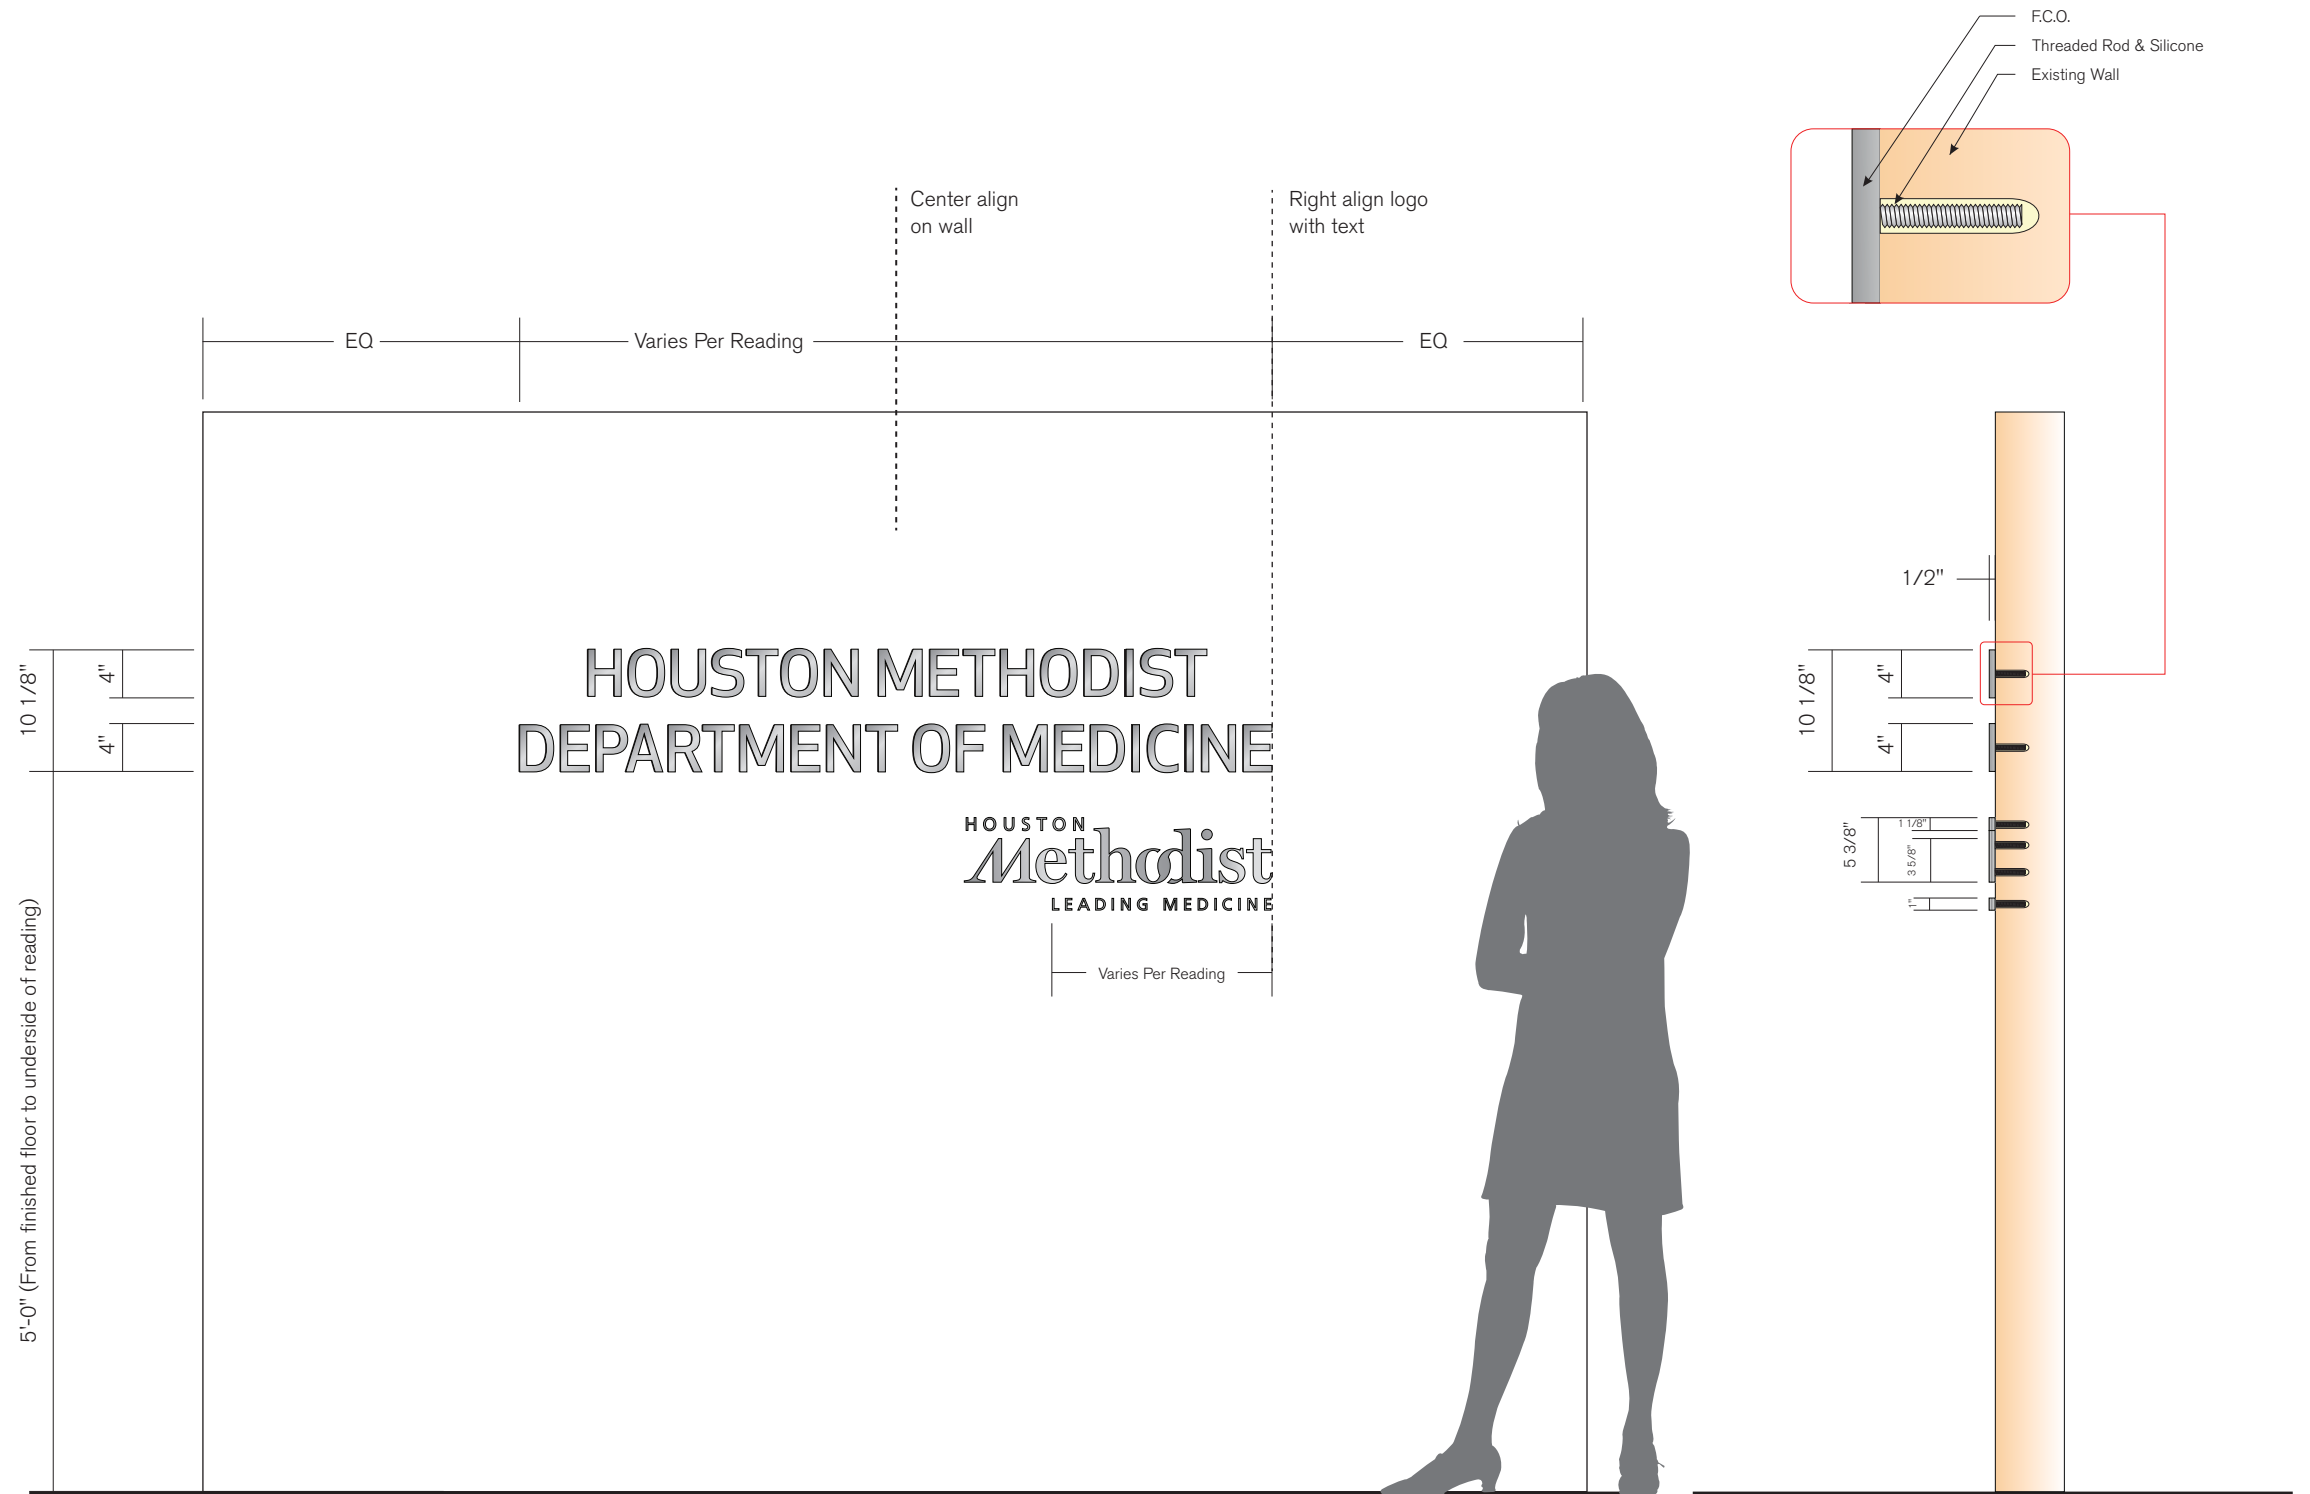 F.C.O.
Threaded Rod & Silicone
Existing Wall
Center align
on wall
Right align logo
with text
EQ
Varies Per Reading
EQ
1/2"
HOUSTON METHODIST
DEPARTMENT OF MEDICINE
HOUSTON
Methodist
LEADING MEDICINE
Varies Per Reading
10 1/8"
4"
4"
5'-0" (From finished floor to underside of reading)
10 1/8"
4"
4"
5 3/8"
1 1/8"
3 5/8"
1"